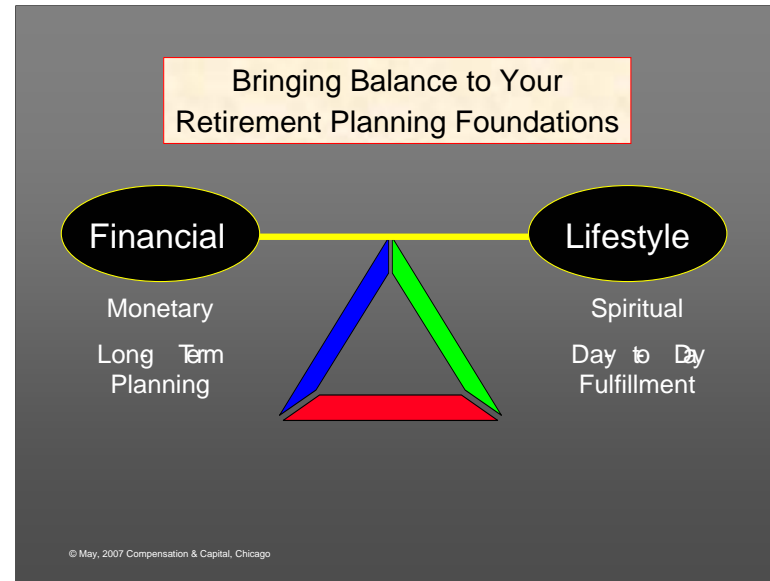 Bringing Balance to Your
Retirement Planning Foundations
Financial
Lifestyle
Monetary
Long-Term
Planning
Spiritual
Day-to-Day
Fulfillment
© May, 2007 Compensation & Capital, Chicago